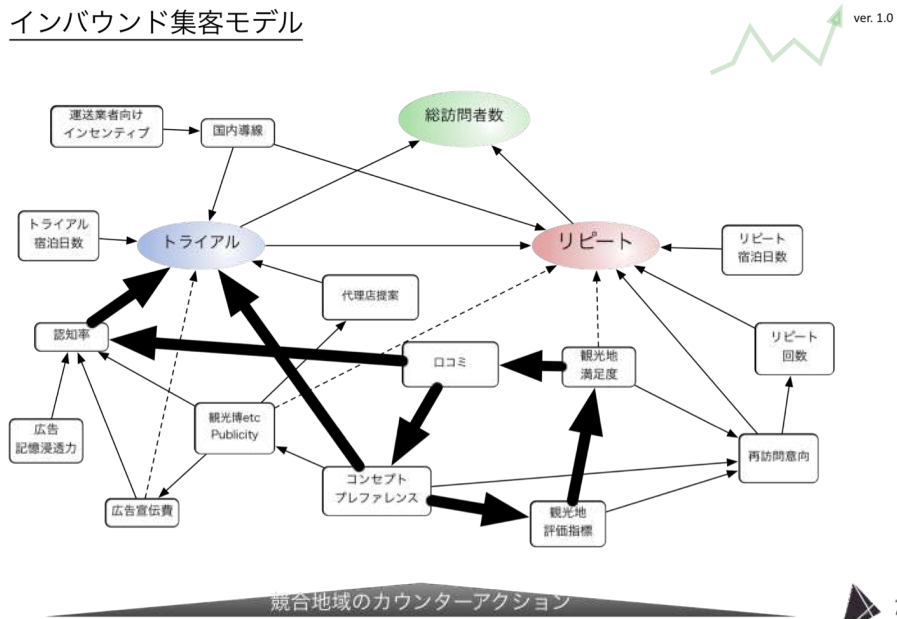 インバウンド集客モデル
ver. 1.0
運送業者向け
インセンティブ
国内導線
総訪問者数
トライアル
宿泊日数
トライアル
リピート
リピート
宿泊日数
代理店提案
認知率
口コミ
観光地
満足度
リピート
回数
広告
記憶浸透力
観光博etc
Publicity
コンセプト
プレファレンス
再訪問意向
広告宣伝費
観光地
評価指標
競合地域のカウンターアクション